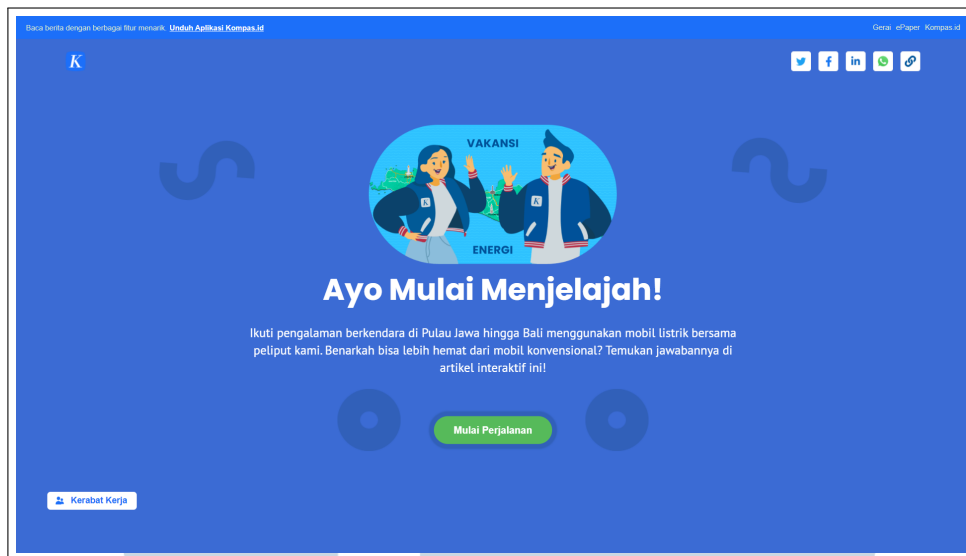 Baca berita dengan berbagai fitur menarik. Unduh Aplikasi Kompas.id
Gerai ePaper Kompas.id
K
VAKANSI
K
K
ENERGI
Ayo Mulai Menjelajah!
Ikuti pengalaman berkendara di Pulau Jawa hingga Bali menggunakan mobil listrik bersama
peliput kami. Benarkah bisa lebih hemat dari mobil konvensional? Temukan jawabannya di
artikel interaktif ini!
Mulai Perjalanan
Kerabat Kerja